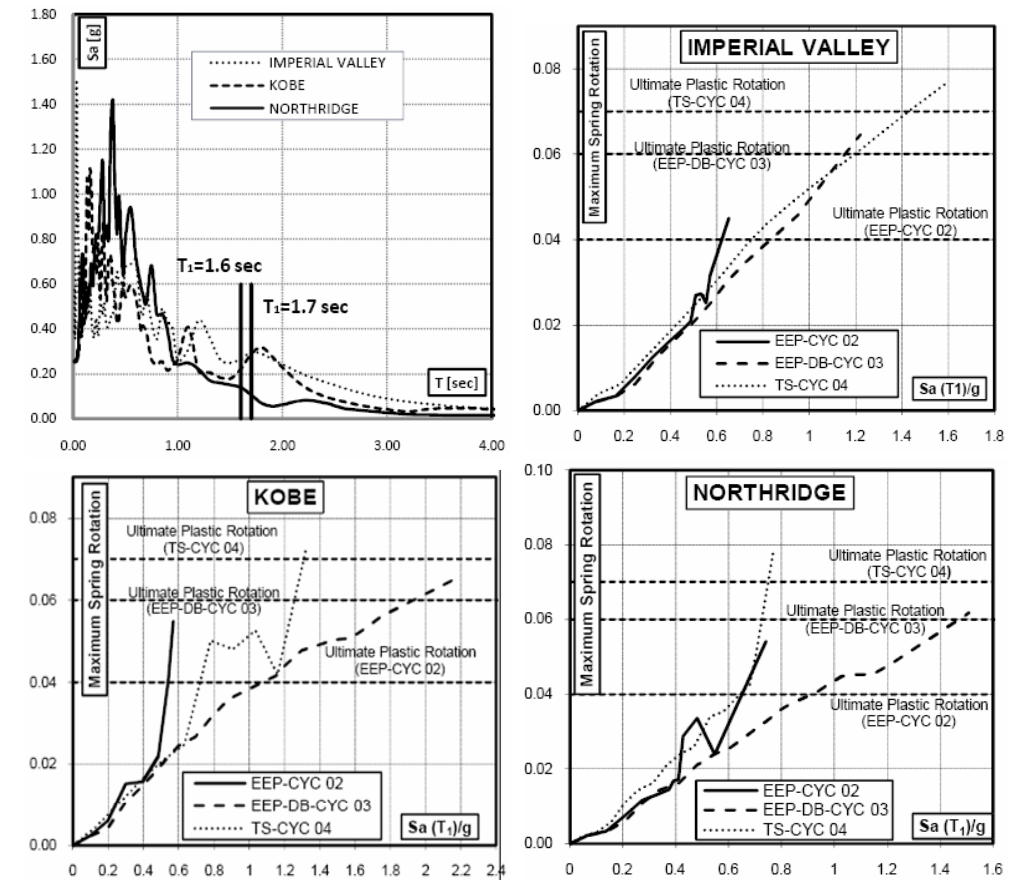 1.80
1.60
1.40
1.20
1.00
0.80
0.60
0.40
0.20
0.00
Sa [g]
IMPERIAL VALLEY
KOBE
NORTHRIDGE
T₁=1.6 sec
T₁=1.7 sec
T [sec]
0.00 1.00 2.00 3.00 4.00
IMPERIAL VALLEY
Maximum Spring Rotation
0.08
0.06
0.04
0.02
0.00
Ultimate Plastic Rotation
(TS-CYC 04)
Ultimate Plastic Rotation
(EEP-DB-CYC 03)
Ultimate Plastic Rotation
(EEP-CYC 02)
EEP-CYC 02
EEP-DB-CYC 03
TS-CYC 04
Sa (T1)/g
0 0.2 0.4 0.6 0.8 1 1.2 1.4 1.6 1.8
KOBE
Maximum Spring Rotation
0.08
0.06
0.04
0.02
0.00
Ultimate Plastic Rotation
(TS-CYC 04)
Ultimate Plastic Rotation
(EEP-DB-CYC 03)
Ultimate Plastic Rotation
(EEP-CYC 02)
EEP-CYC 02
EEP-DB-CYC 03
TS-CYC 04
Sa (T₁)/g
0 0.2 0.4 0.6 0.8 1 1.2 1.4 1.6 1.8 2 2.2 2.4
NORTHRIDGE
Maximum Spring Rotation
0.10
0.08
0.06
0.04
0.02
0.00
Ultimate Plastic Rotation
(TS-CYC 04)
Ultimate Plastic Rotation
(EEP-DB-CYC 03)
Ultimate Plastic Rotation
(EEP-CYC 02)
EEP-CYC 02
EEP-DB-CYC 03
TS-CYC 04
Sa (T₁)/g
0 0.2 0.4 0.6 0.8 1 1.2 1.4 1.6